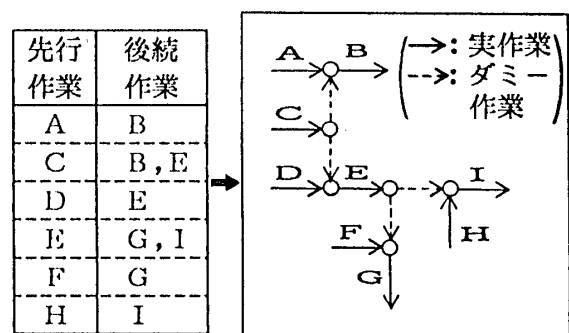 先行作業 後続作業
A B
C B,E
D E
E G,I
F G
H I
A B
→: 実作業
⇢: ダミー作業
C
D E I
F H
G